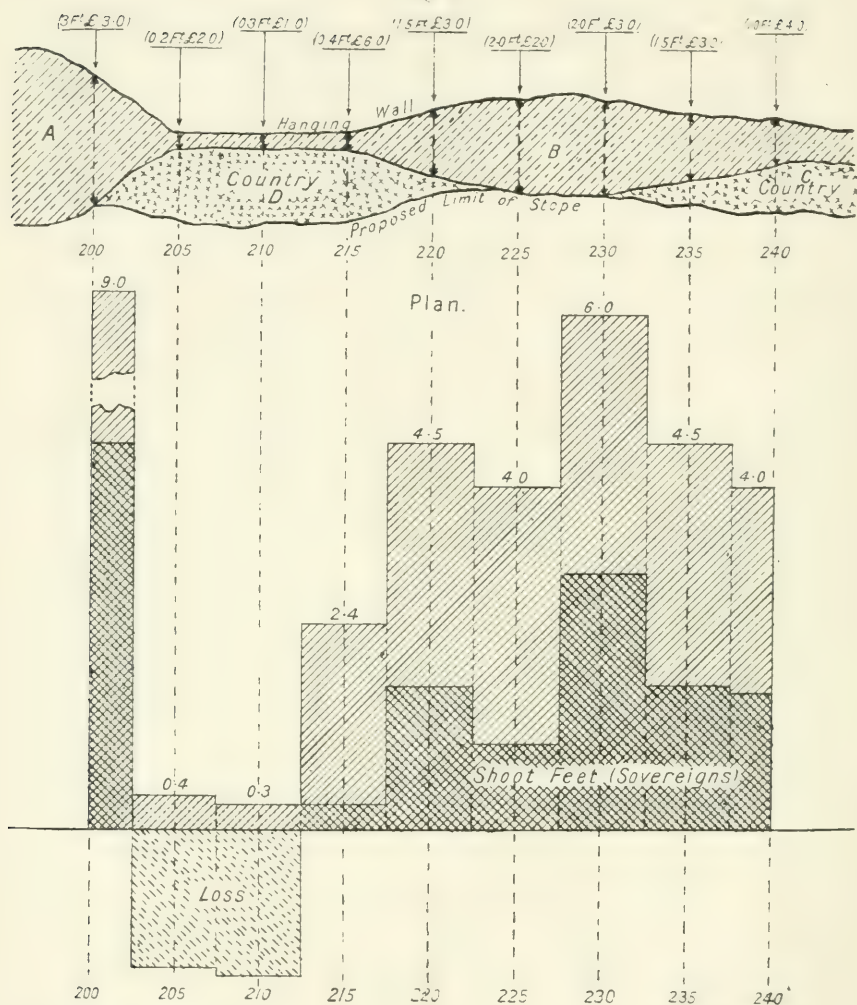 (3Ft £3.0) (0.2Ft £2.0) (0.3Ft £1.0) (0.4Ft £6.0) (1.5Ft £3.0) (2.0Ft £2.0) (2.0Ft £3.0) (1.5Ft £3.0) £4.0
A Hanging Wall B
Country D C Country
Proposed Limit of Stope
200 205 210 215 220 225 230 235 240
Plan.
9.0
6.0
4.5 4.5
4.0 4.0
2.4
0.4 0.3
Shoot Feet (Sovereigns)
Loss
200 205 210 215 220 225 230 235 240